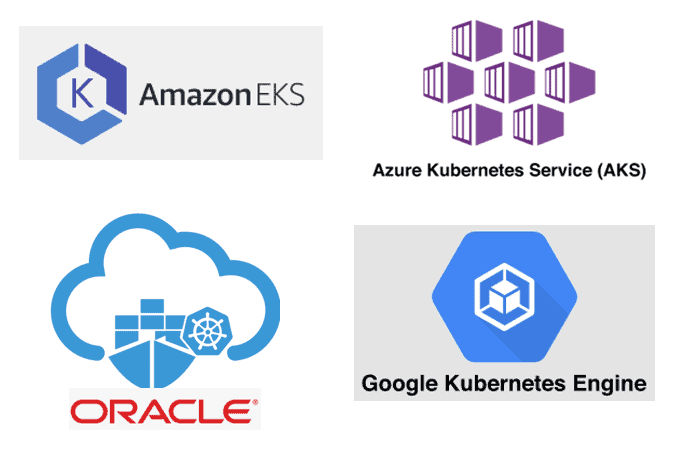 K
Amazon EKS
Azure Kubernetes Service (AKS)
ORACLE®
Google Kubernetes Engine